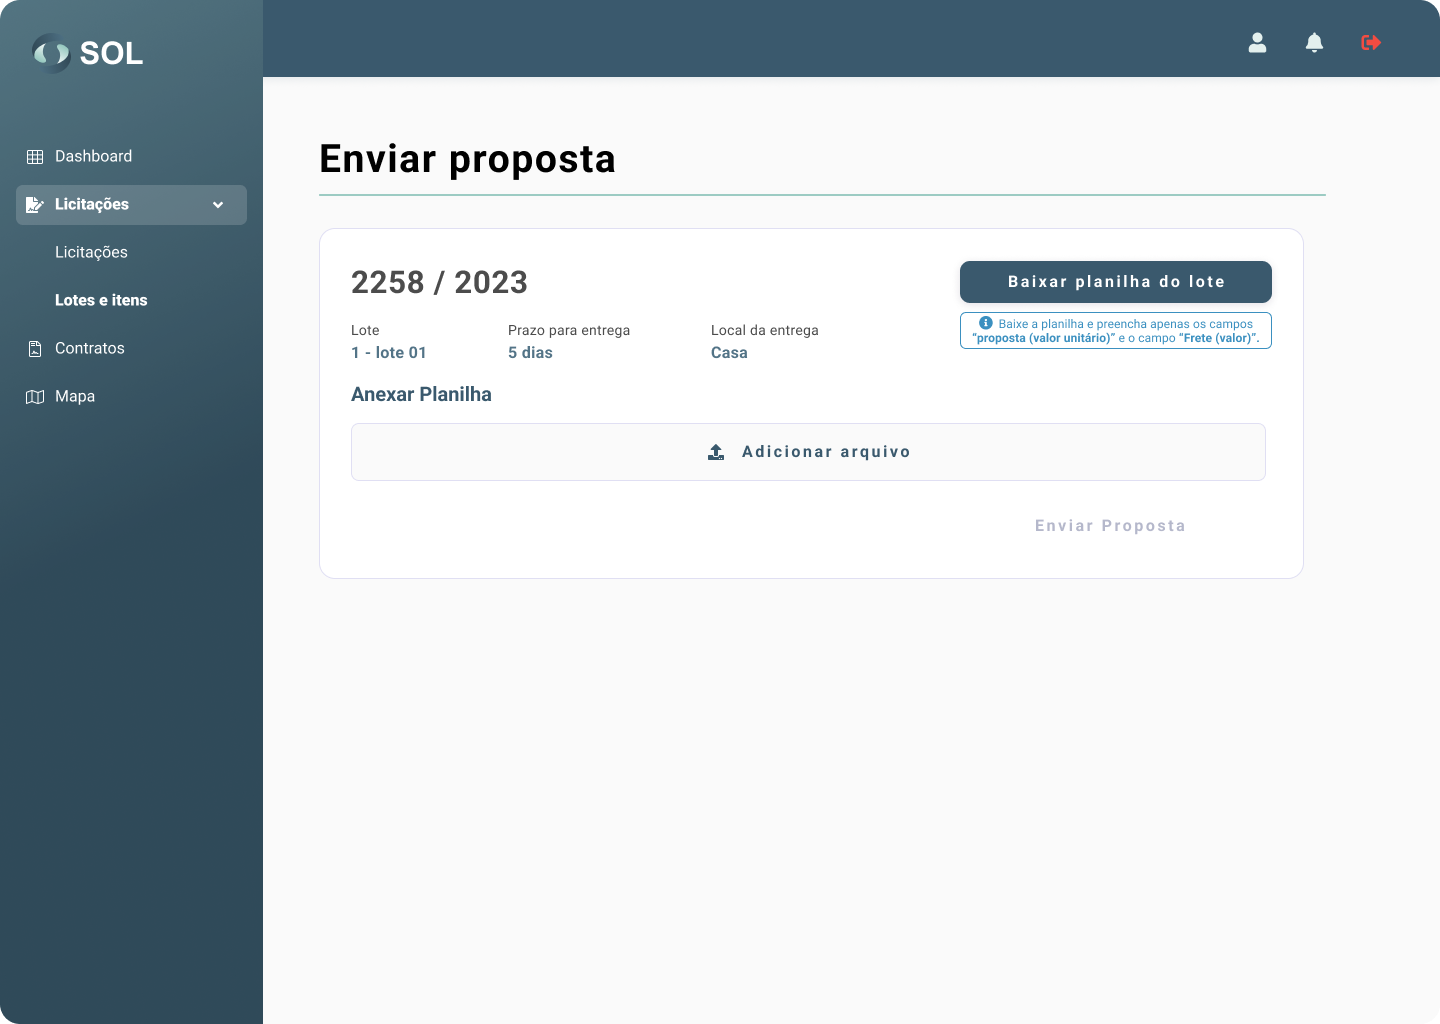 SOL
Dashboard
Licitações
Licitações
Lotes e itens
Contratos
Mapa
Enviar proposta
2258 / 2023
Baixar planilha do lote
Baixe a planilha e preencha apenas os campos
“proposta (valor unitário)” e o campo “Frete (valor)”.
Lote
1 - lote 01
Prazo para entrega
5 dias
Local da entrega
Casa
Anexar Planilha
Adicionar arquivo
Enviar Proposta